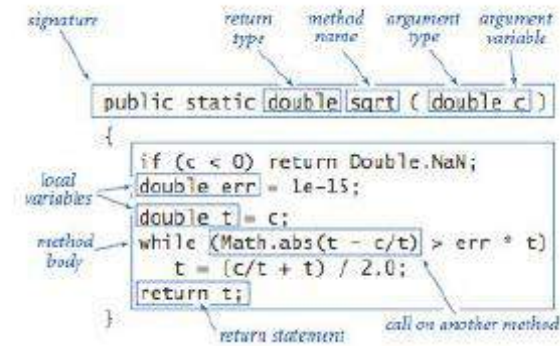 signature
return type
method name
argument type
argument variable
public static double sqrt ( double c )
{
if (c < 0) return Double.NaN;
local variables
double err = 1e-15;
double t = c;
method body
while (Math.abs(t - c/t) > err * t)
t = (c/t + t) / 2.0;
return t;
}
return statement
call on another method